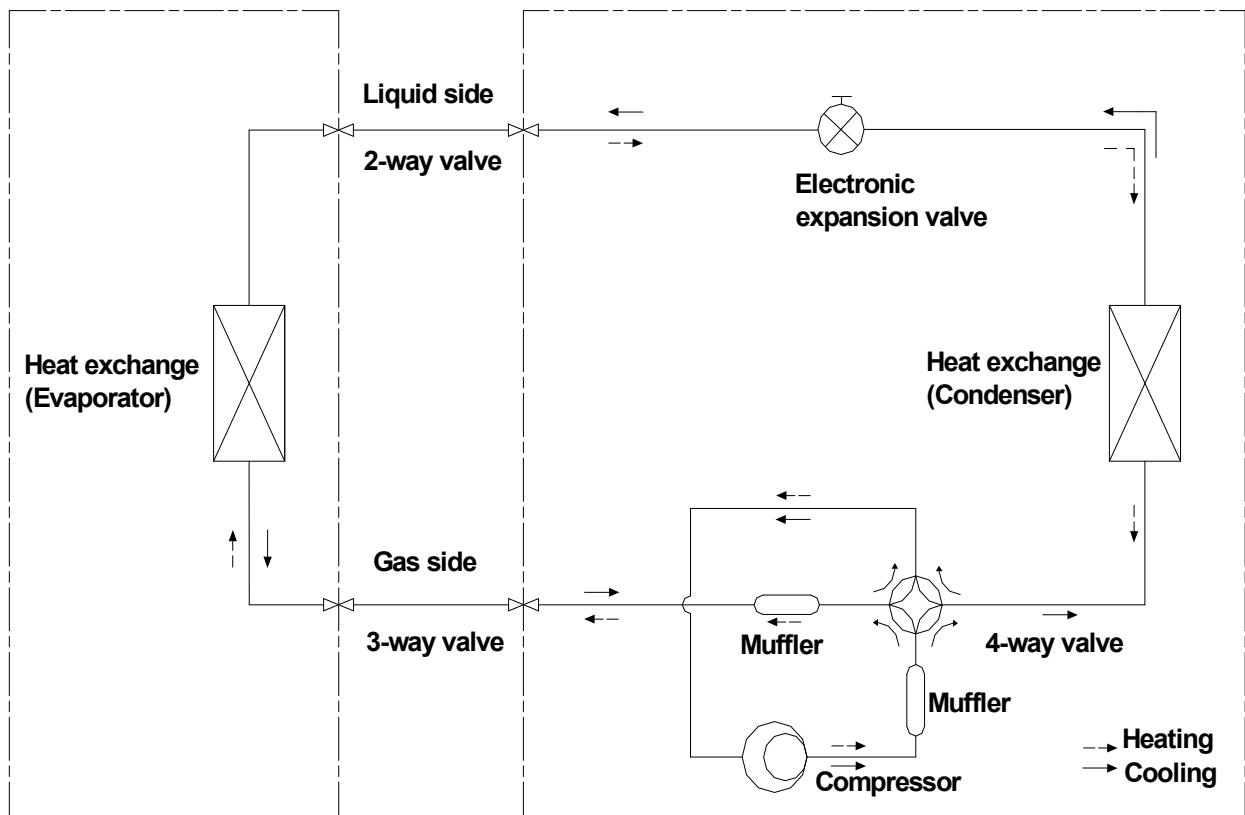 Liquid side
2-way valve
Electronic
expansion valve
Heat exchange
(Evaporator)
Heat exchange
(Condenser)
Gas side
3-way valve
Muffler
4-way valve
Muffler
Compressor
Heating
Cooling